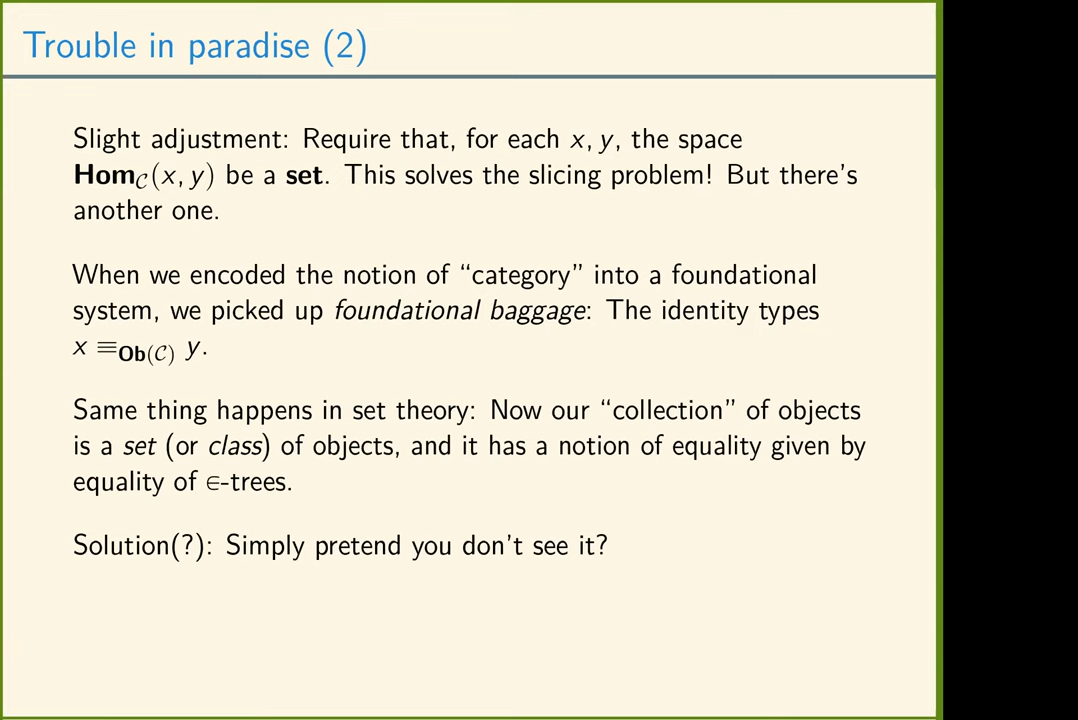 Trouble in paradise (2)
Slight adjustment: Require that, for each x, y, the space
Hom𝒞(x, y) be a set. This solves the slicing problem! But there's
another one.
When we encoded the notion of “category” into a foundational
system, we picked up foundational baggage: The identity types
x ≡Ob(𝒞) y.
Same thing happens in set theory: Now our “collection” of objects
is a set (or class) of objects, and it has a notion of equality given by
equality of ∈-trees.
Solution(?): Simply pretend you don't see it?